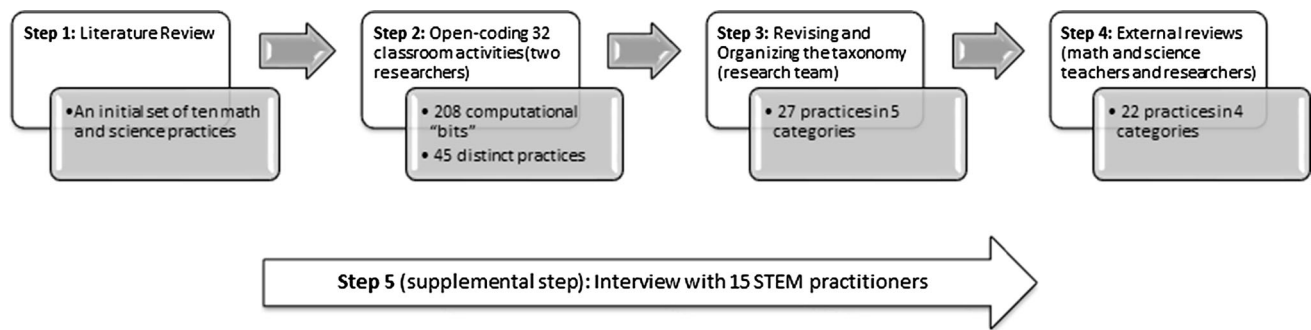 Step 1: Literature Review
•An initial set of ten math
and science practices
Step 2: Open-coding 32
classroom activities(two
researchers)
• 208 computational
"bits"
• 45 distinct practices
Step 3: Revising and
Organizing the taxonomy
(research team)
• 27 practices in 5
categories
Step 4: External reviews
(math and science
teachers and researchers)
• 22 practices in 4
categories
Step 5 (supplemental step): Interview with 15 STEM practitioners